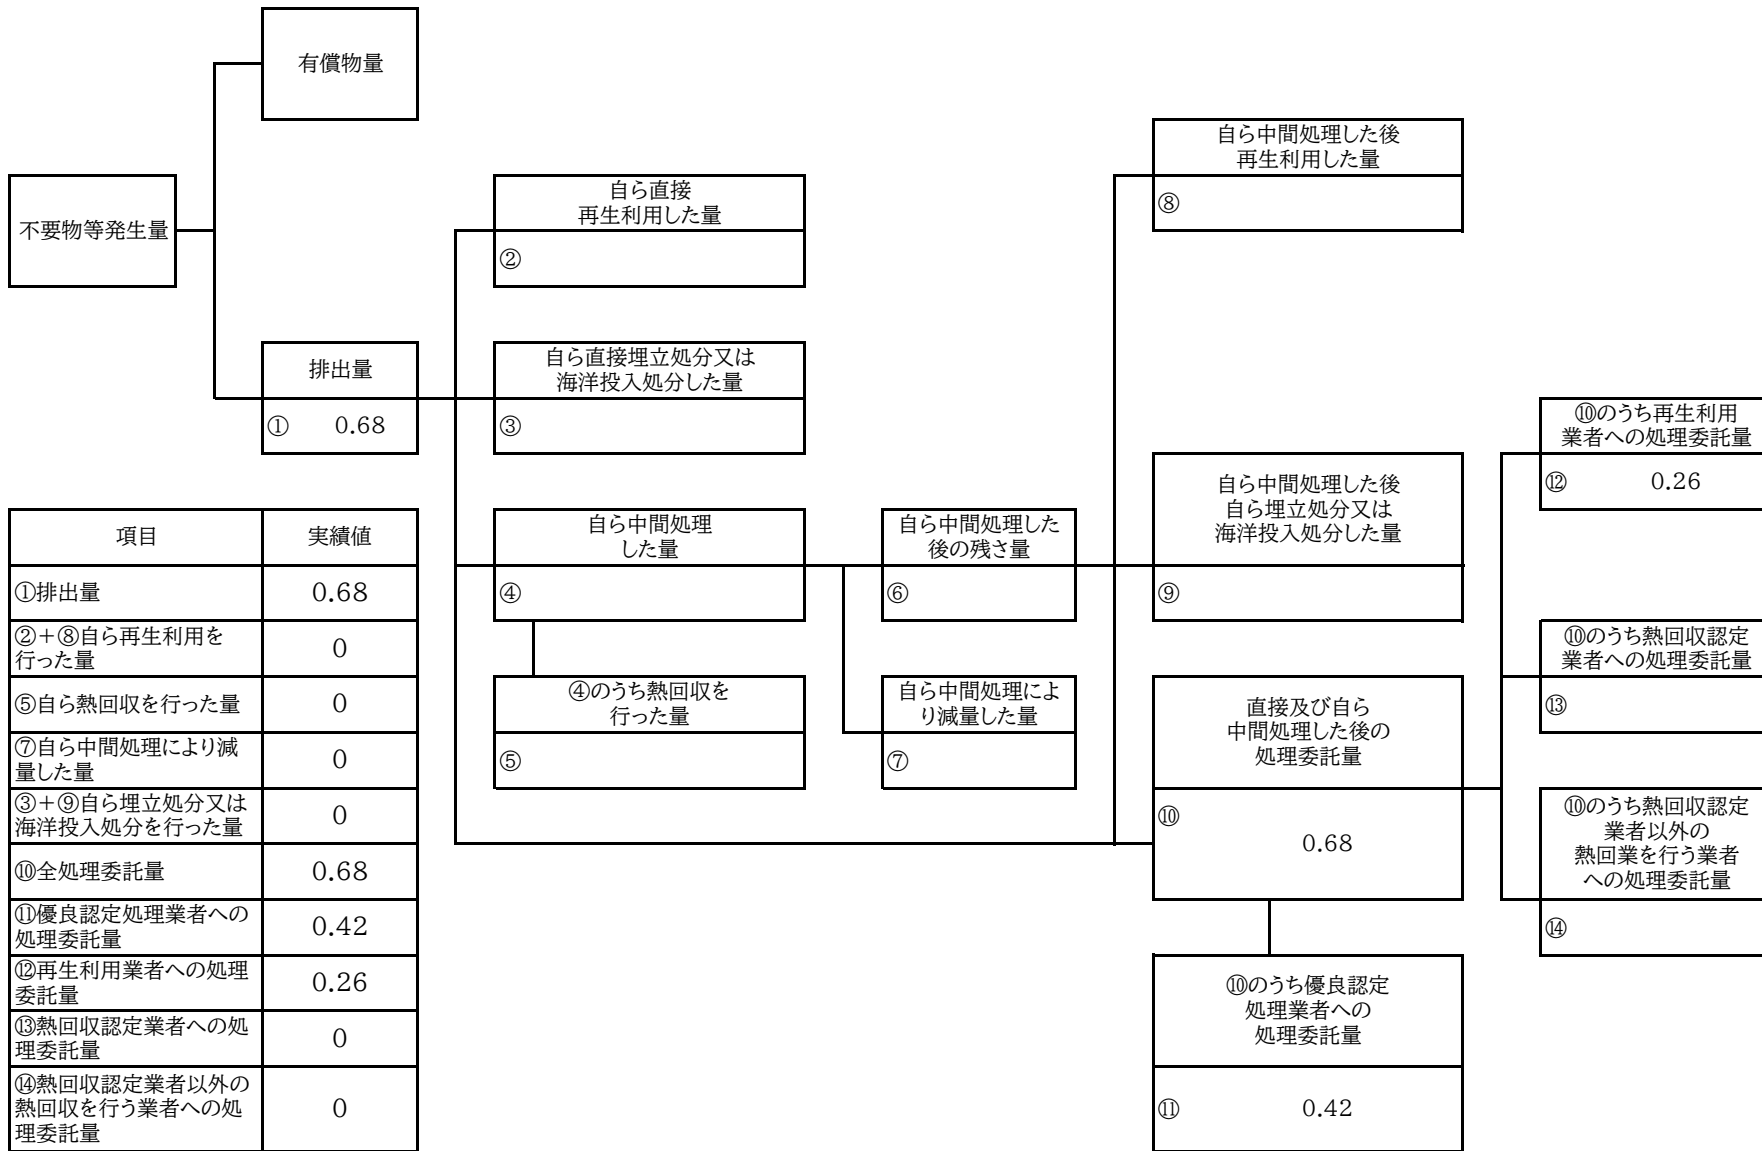 有償物量
不要物等発生量
排出量
① 0.68
自ら直接
再生利用した量
②
自ら直接埋立処分又は
海洋投入処分した量
③
自ら中間処理
した量
④
④のうち熱回収を
行った量
⑤
自ら中間処理した
後の残さ量
⑥
自ら中間処理によ
り減量した量
⑦
自ら中間処理した後
再生利用した量
⑧
自ら中間処理した後
自ら埋立処分又は
海洋投入処分した量
⑨
直接及び自ら
中間処理した後の
処理委託量
⑩
0.68
⑩のうち優良認定
処理業者への
処理委託量
⑪ 0.42
⑩のうち再生利用
業者への処理委託量
⑫ 0.26
⑩のうち熱回収認定
業者への処理委託量
⑬
⑩のうち熱回収認定
業者以外の
熱回業を行う業者
への処理委託量
⑭
項目 実績値
①排出量 0.68
②+⑧自ら再生利用を
行った量 0
⑤自ら熱回収を行った量 0
⑦自ら中間処理により減
量した量 0
③+⑨自ら埋立処分又は
海洋投入処分を行った量 0
⑩全処理委託量 0.68
⑪優良認定処理業者への
処理委託量 0.42
⑫再生利用業者への処理
委託量 0.26
⑬熱回収認定業者への処
理委託量 0
⑭熱回収認定業者以外の
熱回収を行う業者への処
理委託量 0